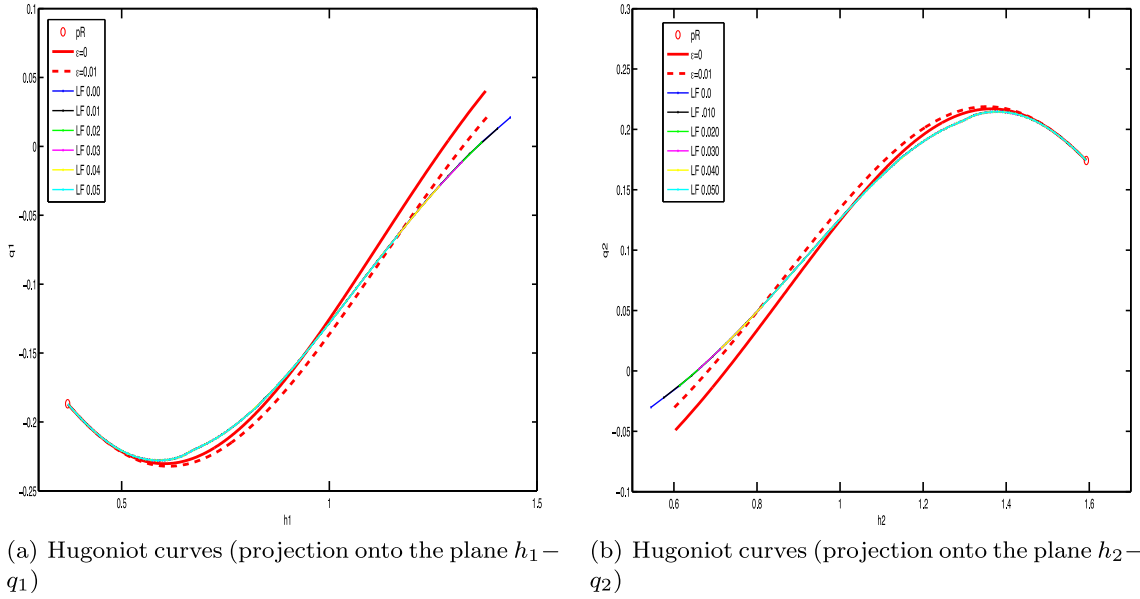 0.1
0.05
0
-0.05
-0.1
-0.15
-0.2
-0.25
q1
pR
ε=0
ε=0.01
LF 0.00
LF 0.01
LF 0.02
LF 0.03
LF 0.04
LF 0.05
0.5
1
1.5
h1
0.3
0.25
0.2
0.15
0.1
0.05
0
-0.05
-0.1
q2
pR
ε=0
ε=0.01
LF 0.0
LF .010
LF 0.020
LF 0.030
LF 0.040
LF 0.050
0.6
0.8
1
1.2
1.4
1.6
h2
(a) Hugoniot curves (projection onto the plane h₁−
q₁)
(b) Hugoniot curves (projection onto the plane h₂−
q₂)